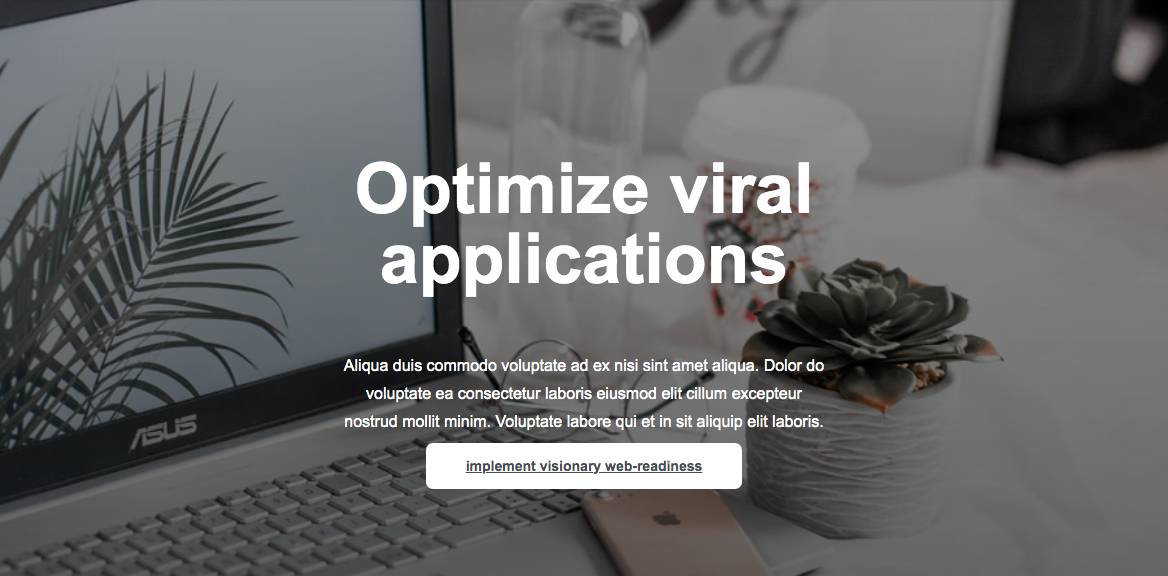 Optimize viral
applications
Aliqua duis commodo voluptate ad ex nisi sint amet aliqua. Dolor do
voluptate ea consectetur laboris eiusmod elit cillum excepteur
nostrud mollit minim. Voluptate labore qui et in sit aliquip elit laboris.
ASUS
implement visionary web-readiness